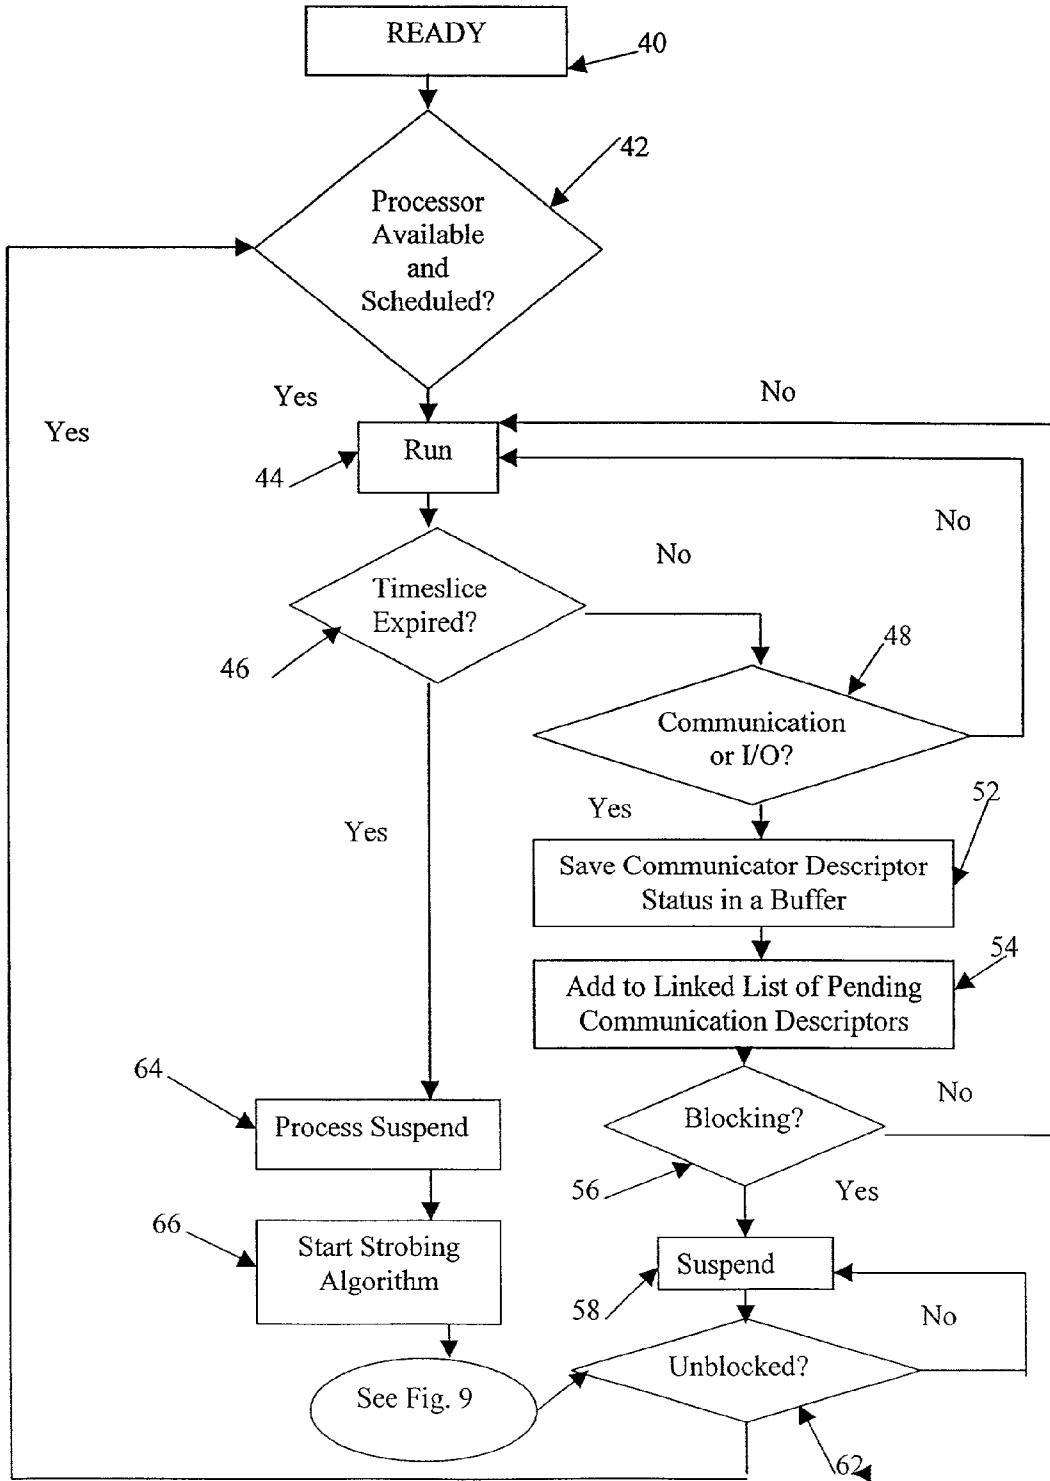 READY
40
42
Processor
Available
and
Scheduled?
Yes
Yes
No
Run
44
No
No
Timeslice
Expired?
46
48
Communication
or I/O?
Yes
Yes
52
Save Communicator Descriptor
Status in a Buffer
54
Add to Linked List of Pending
Communication Descriptors
64
Process Suspend
Blocking?
No
56
Yes
66
Start Strobing
Algorithm
Suspend
58
No
See Fig. 9
Unblocked?
62